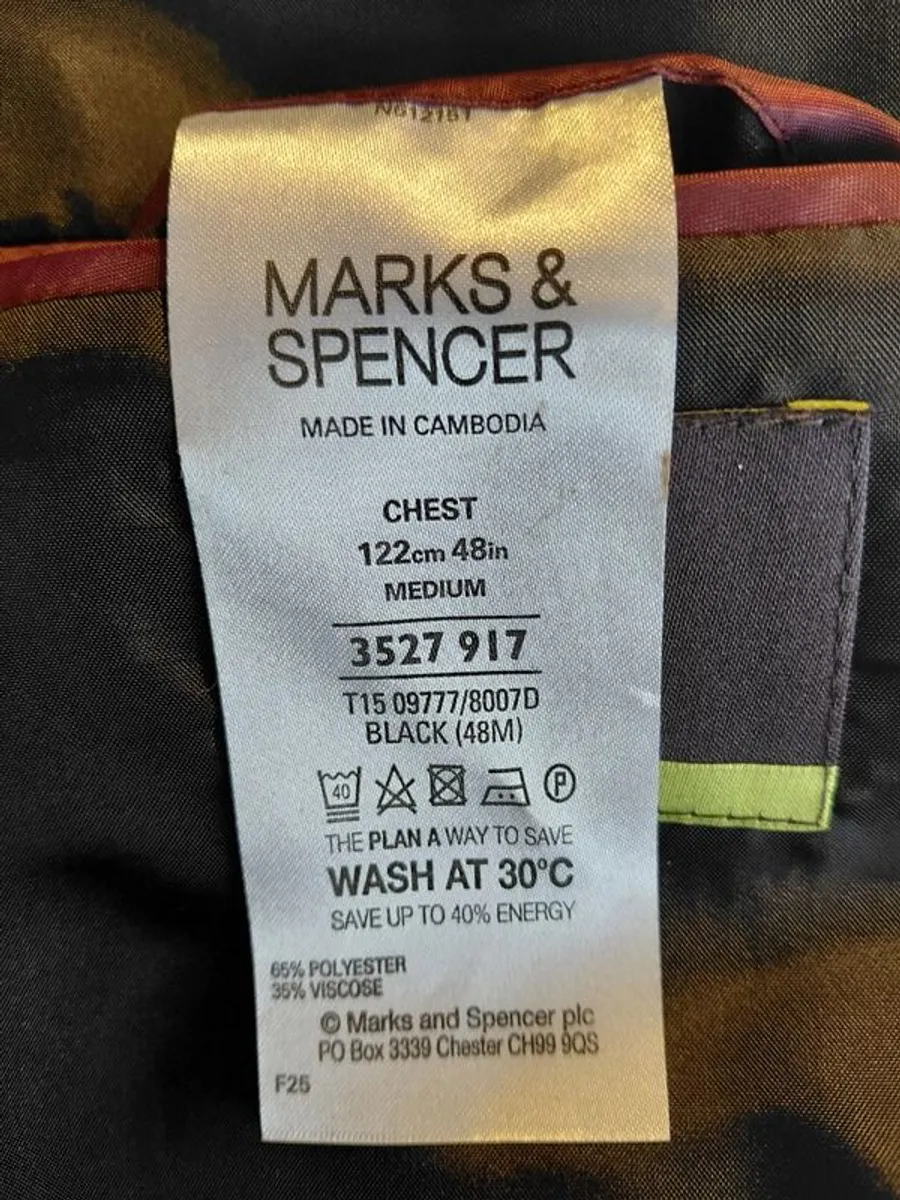 N612181
MARKS &
SPENCER
MADE IN CAMBODIA
CHEST
122cm 48in
MEDIUM
3527 917
T15 09777/8007D
BLACK (48M)
40
P
THE PLAN A WAY TO SAVE
WASH AT 30°C
SAVE UP TO 40% ENERGY
65% POLYESTER
35% VISCOSE
© Marks and Spencer plc
PO Box 3339 Chester CH99 9QS
F25